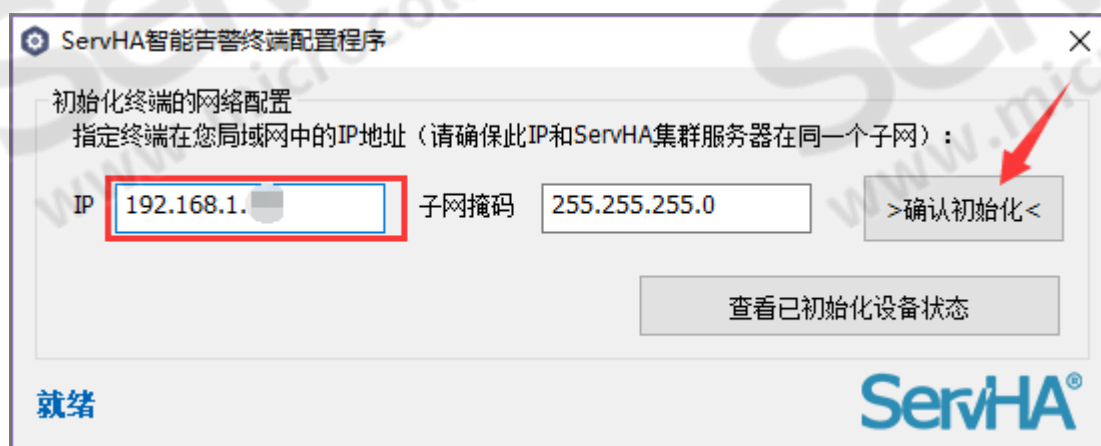 ServHA智能告警终端配置程序
初始化终端的网络配置
指定终端在您局域网中的IP地址（请确保此IP和ServHA集群服务器在同一个子网）：
IP 192.168.1. 子网掩码 255.255.255.0 >确认初始化<
查看已初始化设备状态
就绪 ServHA®